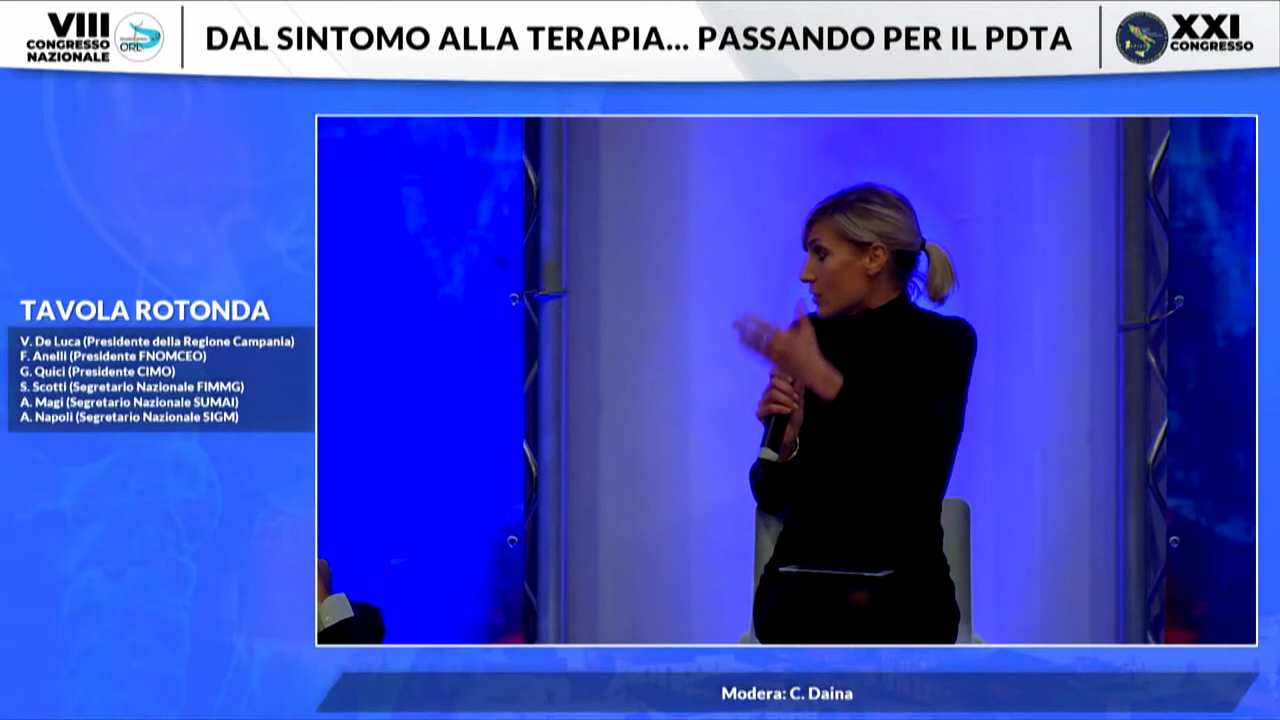 VIII
CONGRESSO
NAZIONALE
ORL
DAL SINTOMO ALLA TERAPIA... PASSANDO PER IL PDTA
XXI
CONGRESSO
TAVOLA ROTONDA
V. De Luca (Presidente della Regione Campania)
F. Anelli (Presidente FNOMCEO)
G. Quici (Presidente CIMO)
S. Scotti (Segretario Nazionale FIMMG)
A. Magi (Segretario Nazionale SUMAI)
A. Napoli (Segretario Nazionale SIGM)
Modera: C. Daina